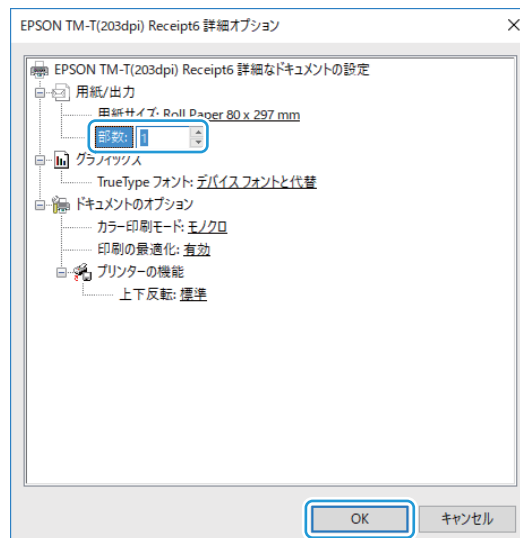 EPSON TM-T(203dpi) Receipt6 詳細オプション
EPSON TM-T(203dpi) Receipt6 詳細なドキュメントの設定
用紙/出力
用紙サイズ: Roll Paper 80 x 297 mm
部数: 1
グラフィックス
TrueType フォント: デバイス フォントと代替
ドキュメントのオプション
カラー印刷モード: モノクロ
印刷の最適化: 有効
プリンターの機能
上下反転: 標準
OK キャンセル